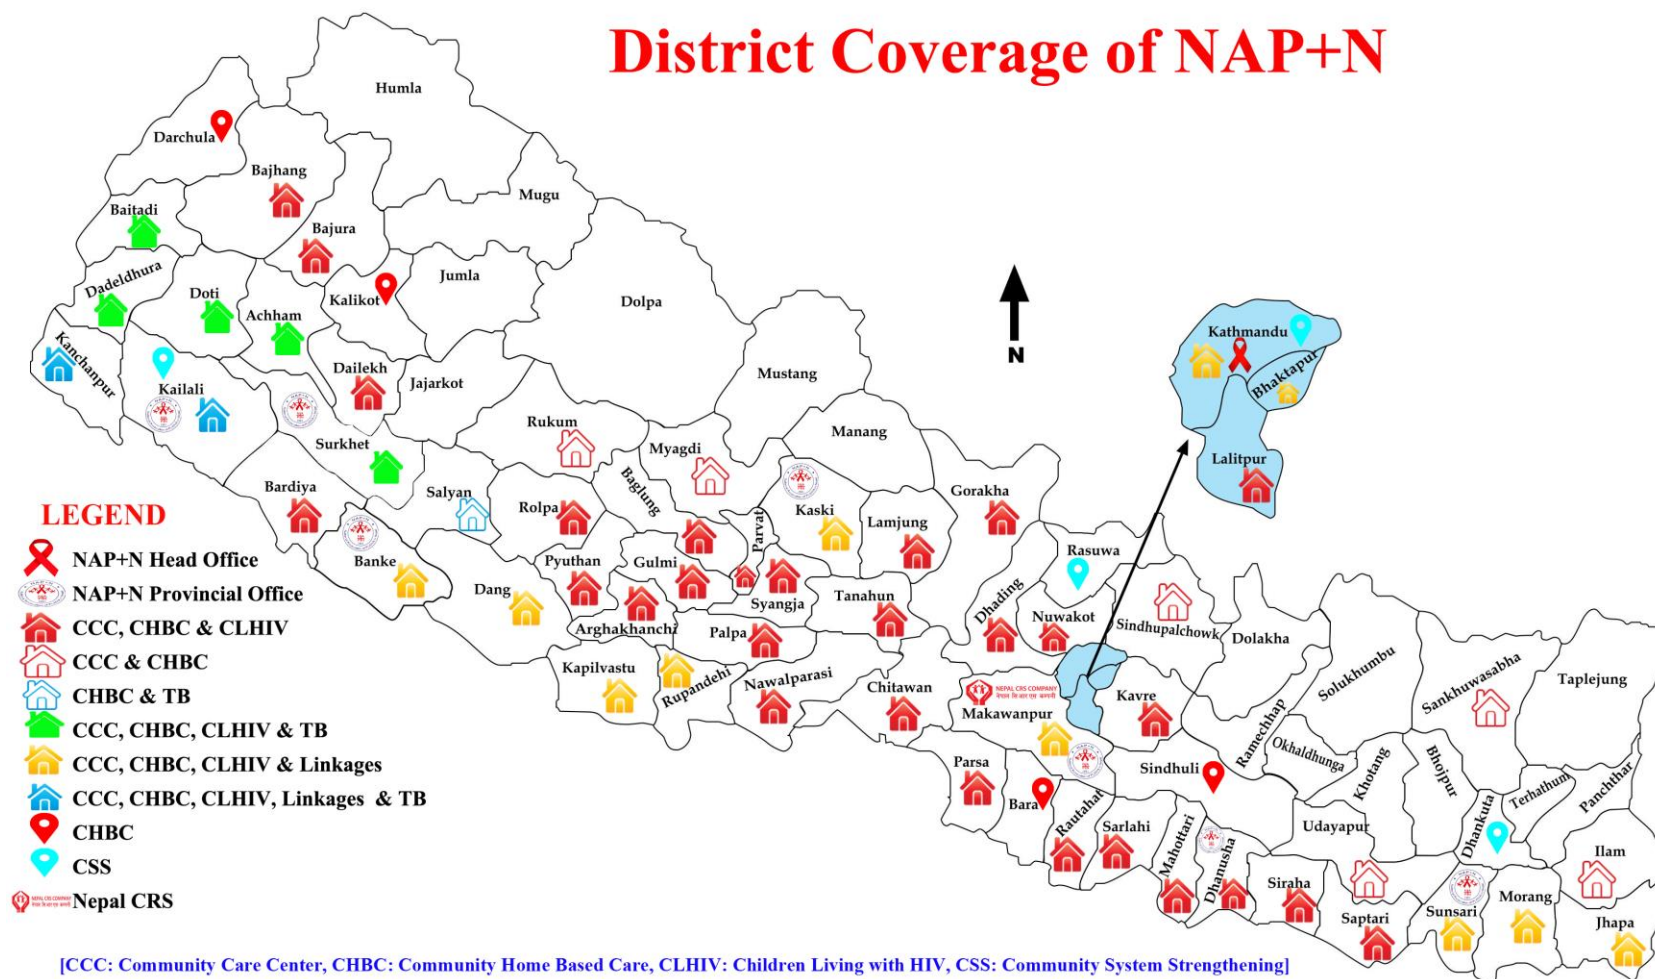 District Coverage of NAP+N
Humla
Darchula
Bajhang
Mugu
Baitadi
Bajura
Dadeldhura
Doti
Achham
Kalikot
Jumla
Dolpa
Kanchanpur
Kailali
Dailekh
Jajarkot
Mustang
N
Kathmandu
Bhaktapur
Lalitpur
Surkhet
Rukum
Myagdi
Manang
Bardiya
Salyan
Rolpa
Baglung
Parvat
Kaski
Lamjung
Gorakha
Banke
Dang
Pyuthan
Gulmi
Syangja
Tanahun
Arghakhanchi
Palpa
Dhading
Rasuwa
Nuwakot
Sindhupalchowk
Dolakha
Kapilvastu
Rupandehi
Nawalparasi
Chitawan
NEPAL CRS COMPANY
Makawanpur
Kavre
Ramechhap
Solukhumbu
Sankhuwasabha
Taplejung
Okhaldhunga
Khotang
Bhojpur
Terhathum
Panchthar
Parsa
Bara
Rautahat
Sarlahi
Sindhuli
Mahottari
Dhanusha
Siraha
Udayapur
Saptari
Dhankuta
Sunsari
Morang
Ilam
Jhapa
LEGEND
NAP+N Head Office
NAP+N Provincial Office
CCC, CHBC & CLHIV
CCC & CHBC
CHBC & TB
CCC, CHBC, CLHIV & TB
CCC, CHBC, CLHIV & Linkages
CCC, CHBC, CLHIV, Linkages & TB
CHBC
CSS
Nepal CRS
[CCC: Community Care Center, CHBC: Community Home Based Care, CLHIV: Children Living with HIV, CSS: Community System Strengthening]